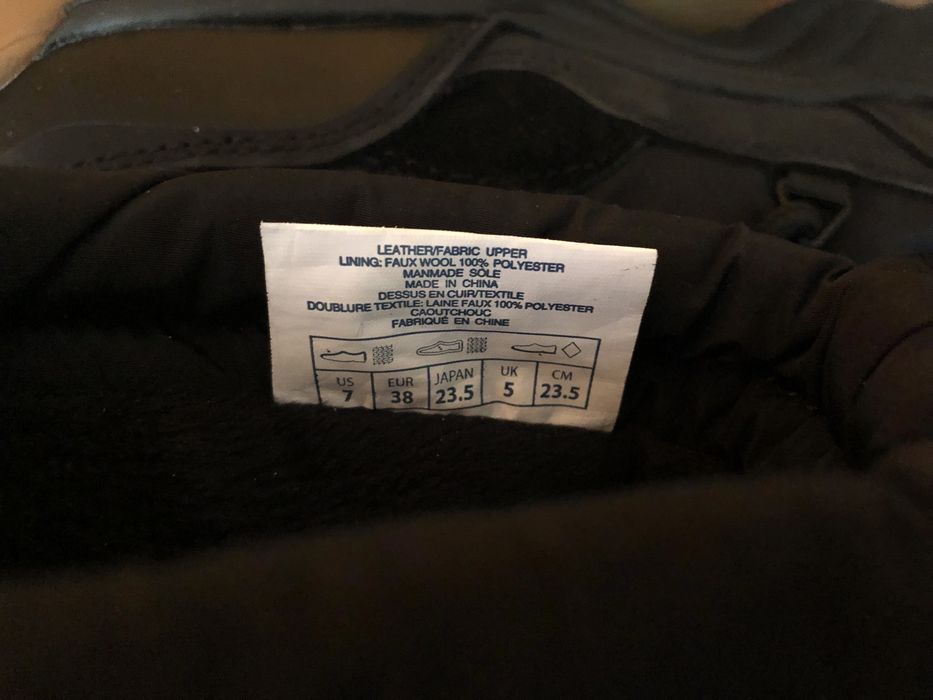 LEATHER/FABRIC UPPER
LINING: FAUX WOOL 100% POLYESTER
MANMADE SOLE
MADE IN CHINA
DESSUS EN CUIR/TEXTILE
DOUBLURE TEXTILE: LAINE FAUX 100% POLYESTER
CAOUTCHOUC
FABRIQUÉ EN CHINE
US EUR JAPAN UK CM
7 38 23.5 5 23.5